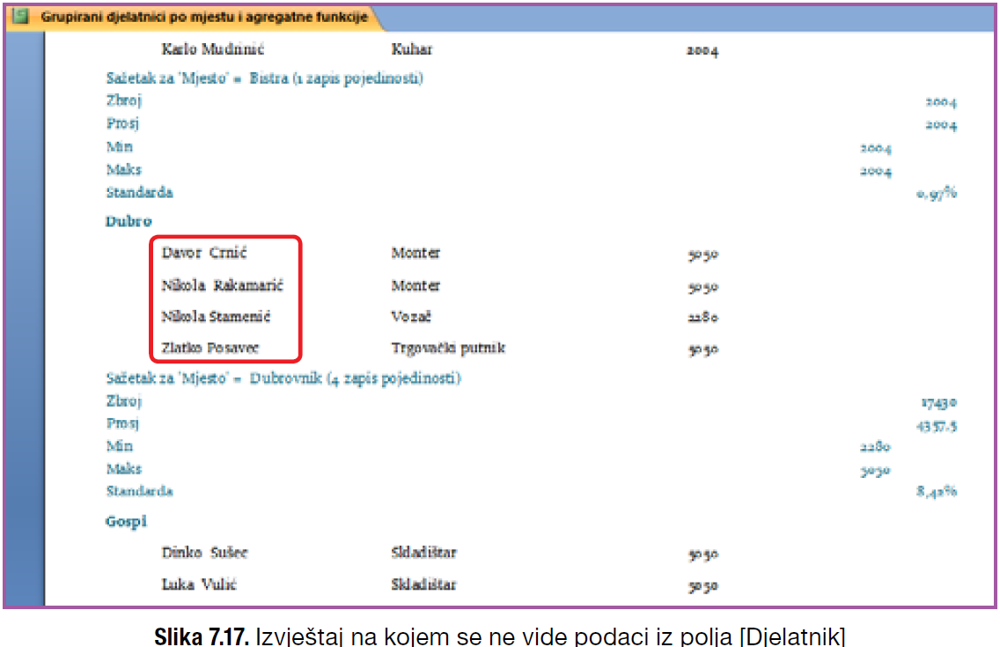 Grupirani djelatnici po mjestu i agregatne funkcije
Karlo Mudrinić Kuhar 2004
Sažetak za 'Mjesto' = Bistra (1 zapis pojedinosti)
Zbroj 2004
Prosj 2004
Min 2004
Maks 2004
Standarda 0,97%
Dubro
Davor Crnić Monter 5050
Nikola Rakamarić Monter 5050
Nikola Stamenić Vozač 2280
Zlatko Posavec Trgovački putnik 5050
Sažetak za 'Mjesto' = Dubrovnik (4 zapis pojedinosti)
Zbroj 17430
Prosj 4357,5
Min 2280
Maks 5050
Standarda 8,42%
Gospi
Dinko Sušec Skladištar 5050
Luka Vulić Skladištar 5050
Slika 7.17. Izvještaj na kojem se ne vide podaci iz polja [Djelatnik]